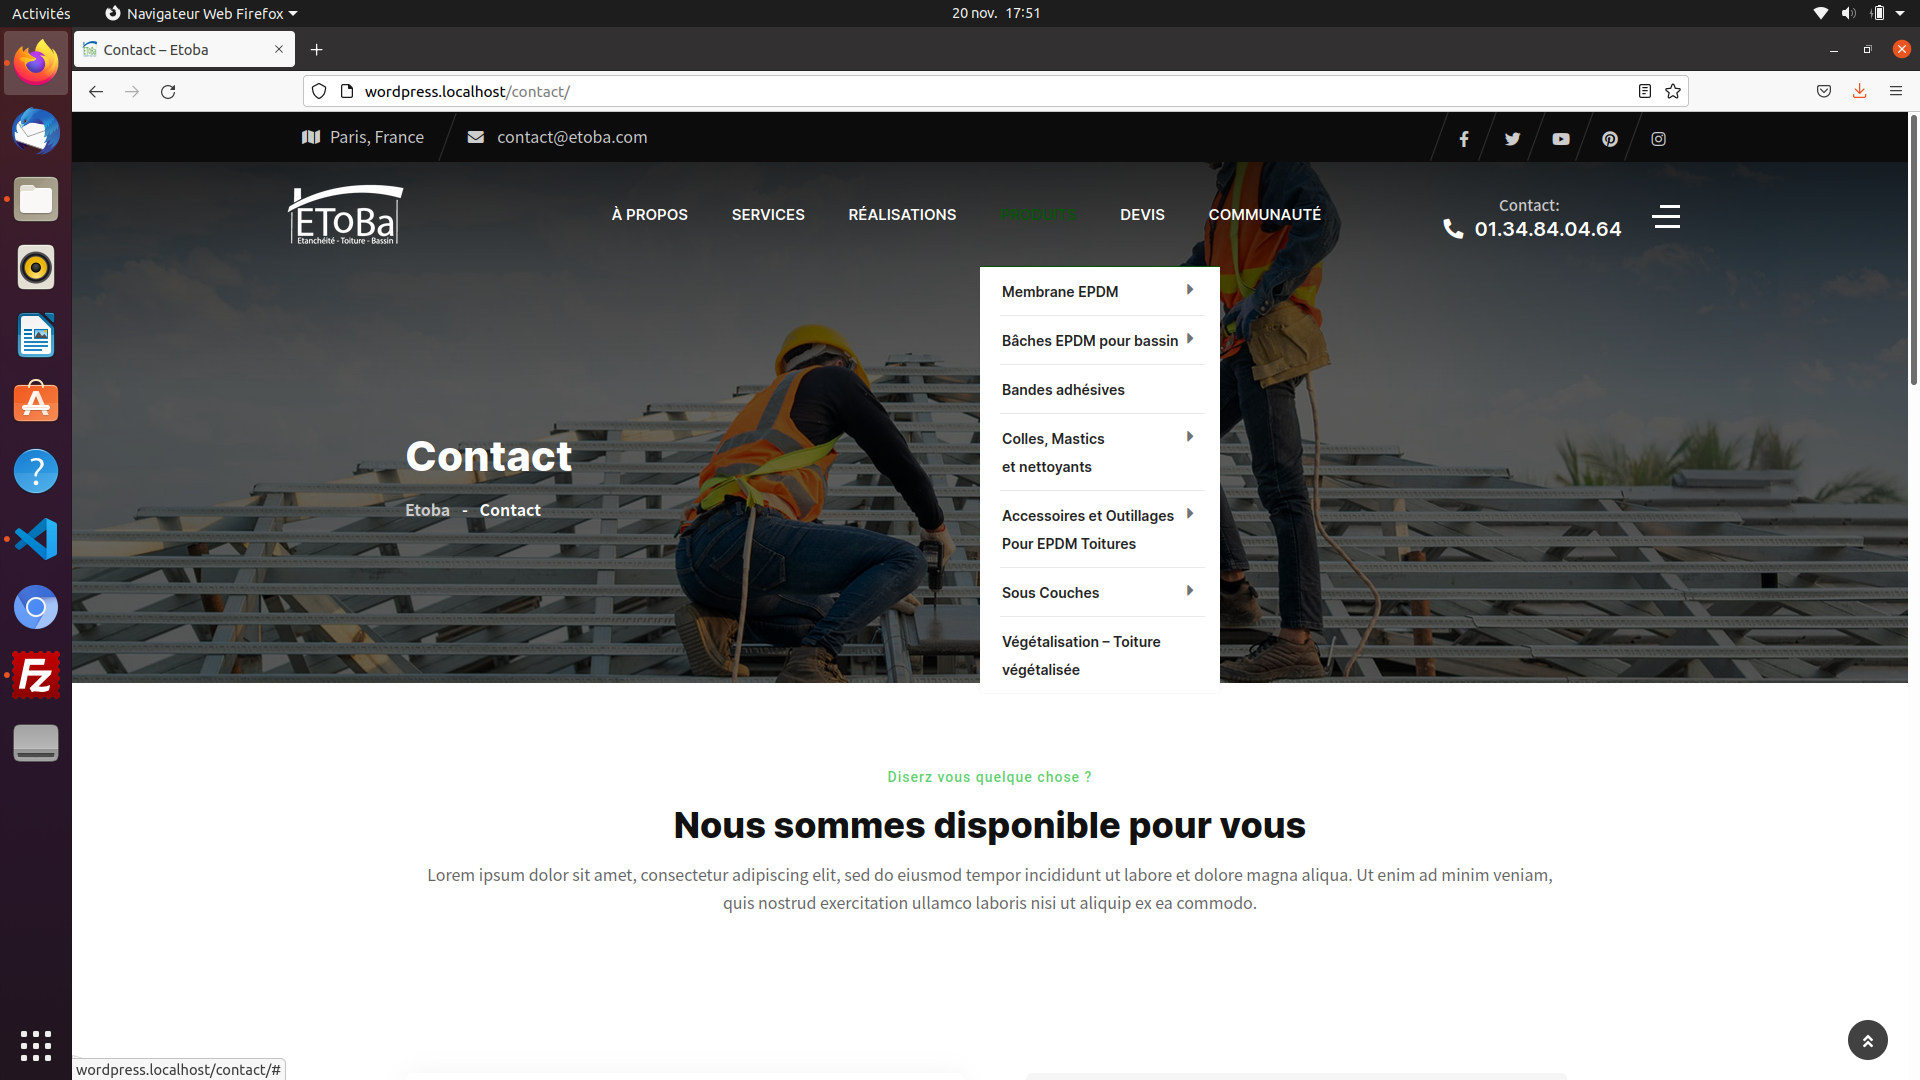 Activités
Navigateur Web Firefox
20 nov. 17:51
Contact – Etoba
wordpress.localhost/contact/
Paris, France
contact@etoba.com
EToBa
Etanchéité - Toiture - Bassin
À PROPOS
SERVICES
RÉALISATIONS
PRODUITS
DEVIS
COMMUNAUTÉ
Contact:
01.34.84.04.64
Membrane EPDM
Bâches EPDM pour bassin
Bandes adhésives
Colles, Mastics
et nettoyants
Accessoires et Outillages
Pour EPDM Toitures
Sous Couches
Végétalisation – Toiture
végétalisée
Contact
Etoba - Contact
Diserz vous quelque chose ?
Nous sommes disponible pour vous
Lorem ipsum dolor sit amet, consectetur adipiscing elit, sed do eiusmod tempor incididunt ut labore et dolore magna aliqua. Ut enim ad minim veniam,
quis nostrud exercitation ullamco laboris nisi ut aliquip ex ea commodo.
wordpress.localhost/contact/#